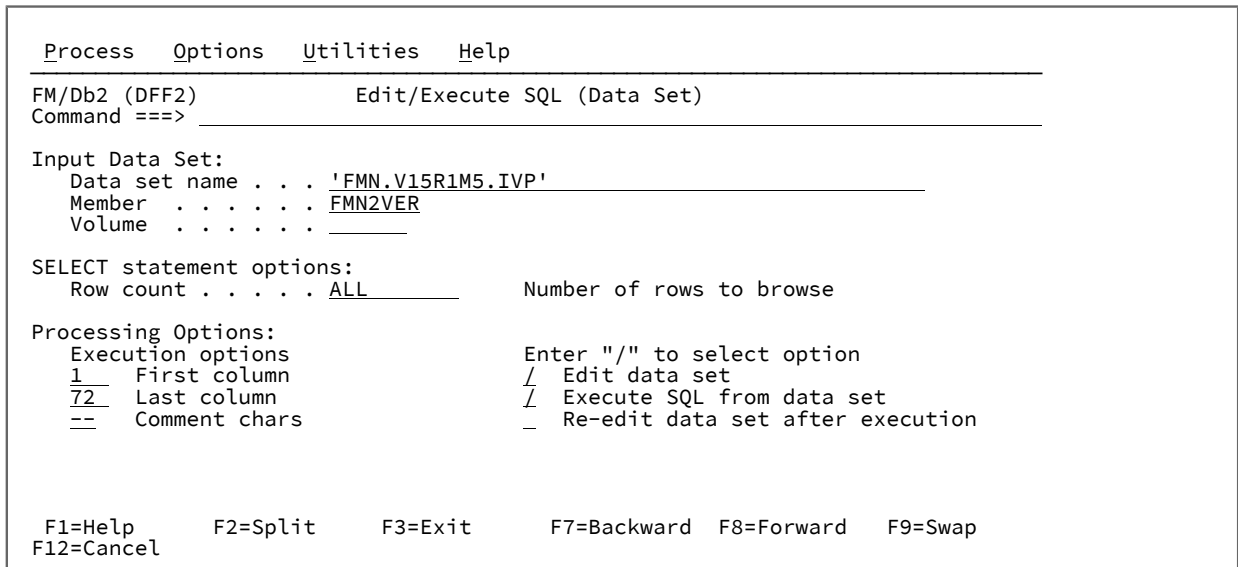 Process   Options   Utilities   Help
FM/Db2 (DFF2)            Edit/Execute SQL (Data Set)
Command ===>
Input Data Set:
   Data set name . . . 'FMN.V15R1M5.IVP'
   Member  . . . . . . FMN2VER
   Volume  . . . . . .
SELECT statement options:
   Row count . . . . . ALL            Number of rows to browse
Processing Options:
   Execution options                  Enter "/" to select option
   1    First column                  /  Edit data set
   72   Last column                   /  Execute SQL from data set
   --   Comment chars                 _  Re-edit data set after execution
 F1=Help      F2=Split     F3=Exit      F7=Backward  F8=Forward   F9=Swap
F12=Cancel